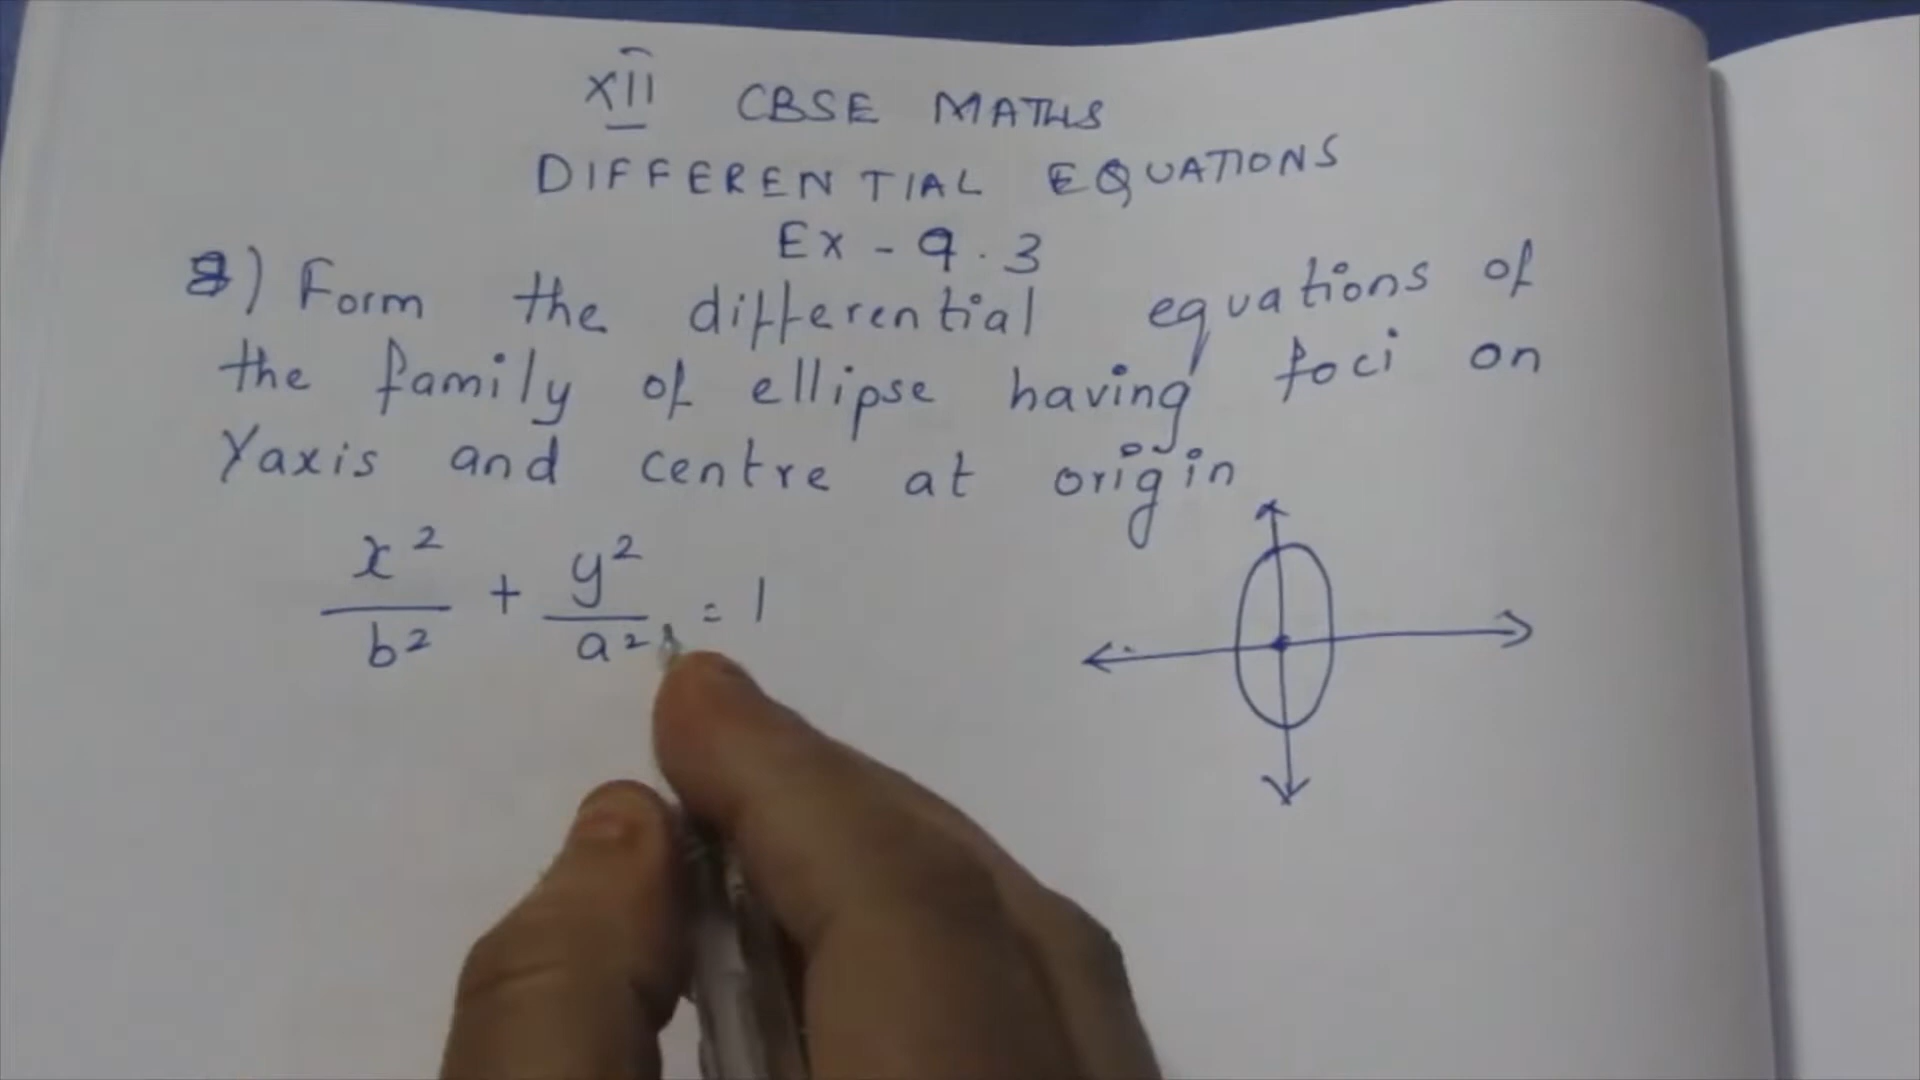 XII CBSE MATHS
DIFFERENTIAL EQUATIONS
Ex - 9.3
8) Form the differential equations of
the family of ellipse having foci on
Yaxis and centre at origin
x²/b² + y²/a² = 1